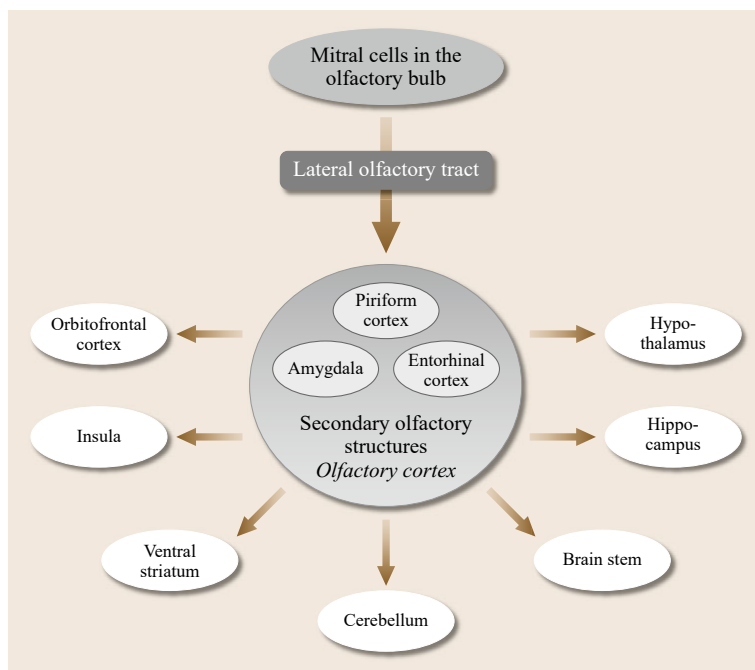 Mitral cells in the
olfactory bulb
Lateral olfactory tract
Piriform
cortex
Amygdala
Entorhinal
cortex
Secondary olfactory
structures
Olfactory cortex
Orbitofrontal
cortex
Insula
Ventral
striatum
Cerebellum
Brain stem
Hippo-
campus
Hypo-
thalamus